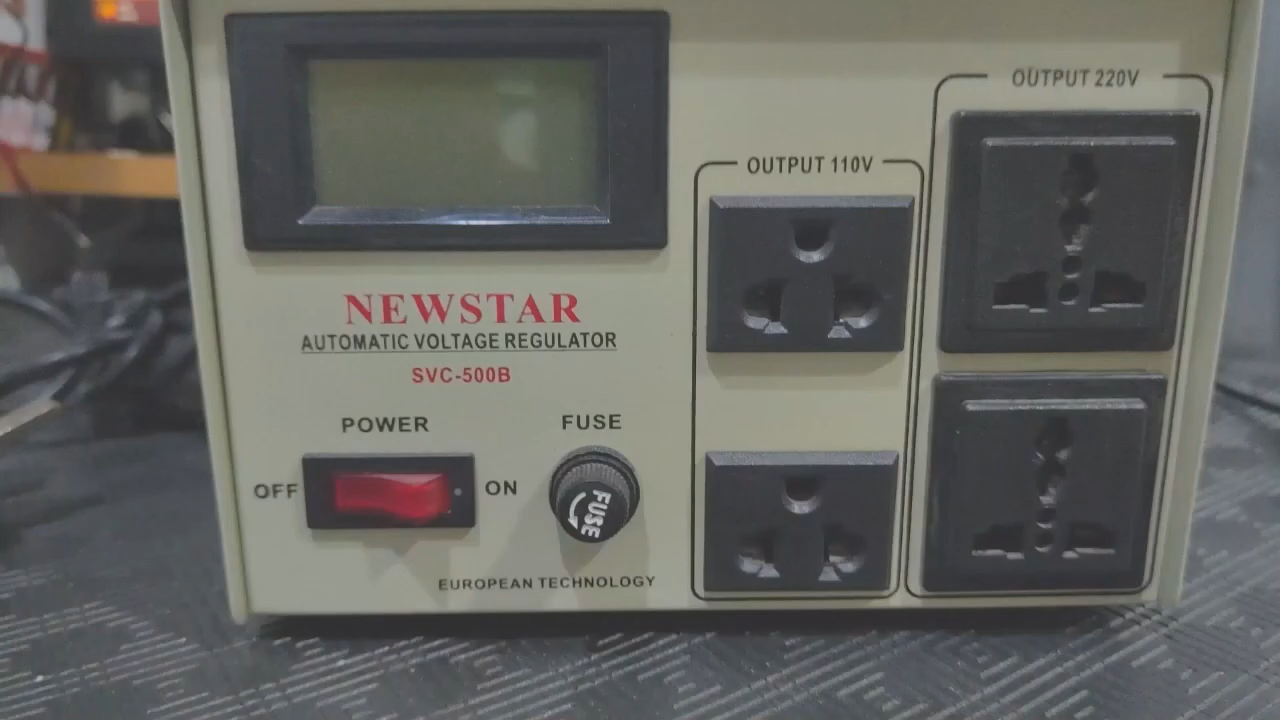 OUTPUT 220V
OUTPUT 110V
NEWSTAR
AUTOMATIC VOLTAGE REGULATOR
SVC-500B
POWER
FUSE
OFF
ON
FUSE
EUROPEAN TECHNOLOGY